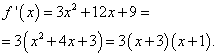 f'(x) = 3x² + 12x + 9 =
= 3(x² + 4x + 3) = 3(x + 3)(x + 1).